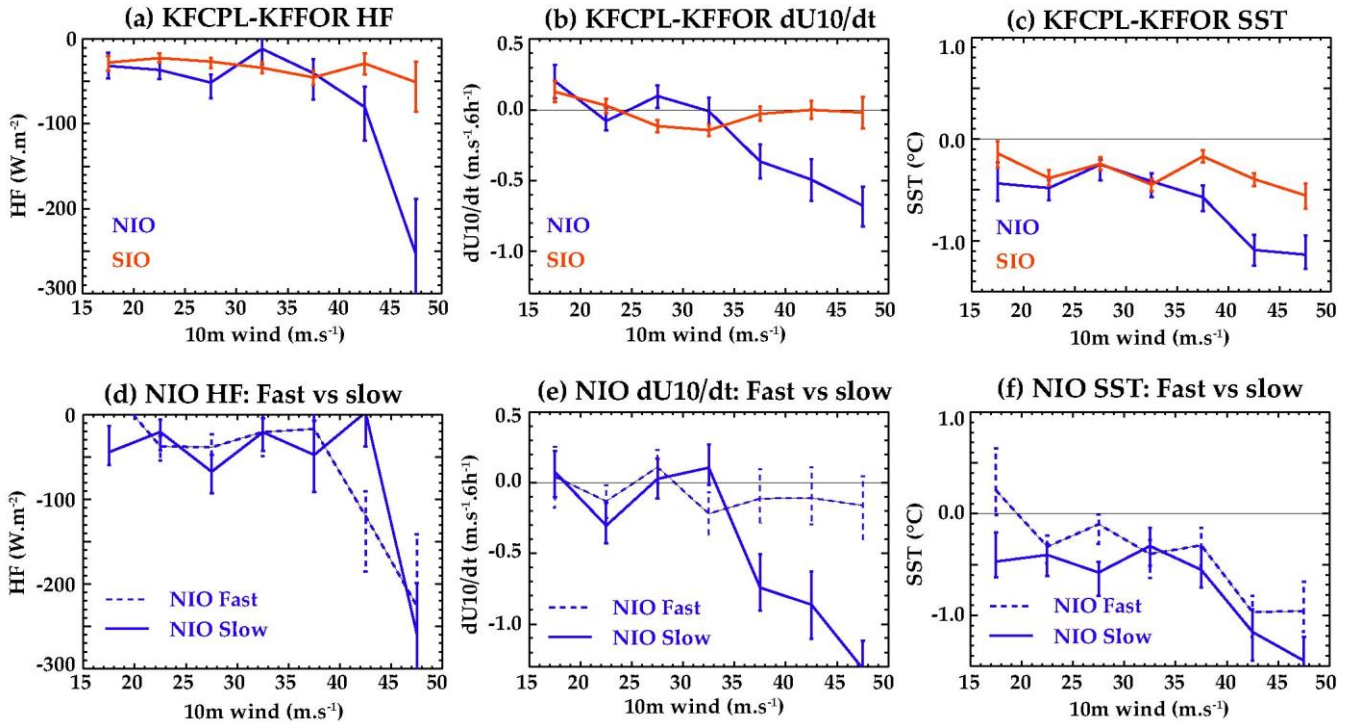 (a) KFCPL-KFFOR HF
(b) KFCPL-KFFOR dU10/dt
(c) KFCPL-KFFOR SST
HF (W.m⁻²)
0
-100
-200
-300
NIO
SIO
15 20 25 30 35 40 45 50
10m wind (m.s⁻¹)
dU10/dt (m.s⁻¹.6h⁻¹)
0.5
0.0
-0.5
-1.0
NIO
SIO
15 20 25 30 35 40 45 50
10m wind (m.s⁻¹)
SST (°C)
1.0
0.0
-1.0
NIO
SIO
15 20 25 30 35 40 45 50
10m wind (m.s⁻¹)
(d) NIO HF: Fast vs slow
(e) NIO dU10/dt: Fast vs slow
(f) NIO SST: Fast vs slow
HF (W.m⁻²)
0
-100
-200
-300
NIO Fast
NIO Slow
15 20 25 30 35 40 45 50
10m wind (m.s⁻¹)
dU10/dt (m.s⁻¹.6h⁻¹)
0.5
0.0
-0.5
-1.0
NIO Fast
NIO Slow
15 20 25 30 35 40 45 50
10m wind (m.s⁻¹)
SST (°C)
1.0
0.0
-1.0
NIO Fast
NIO Slow
15 20 25 30 35 40 45 50
10m wind (m.s⁻¹)